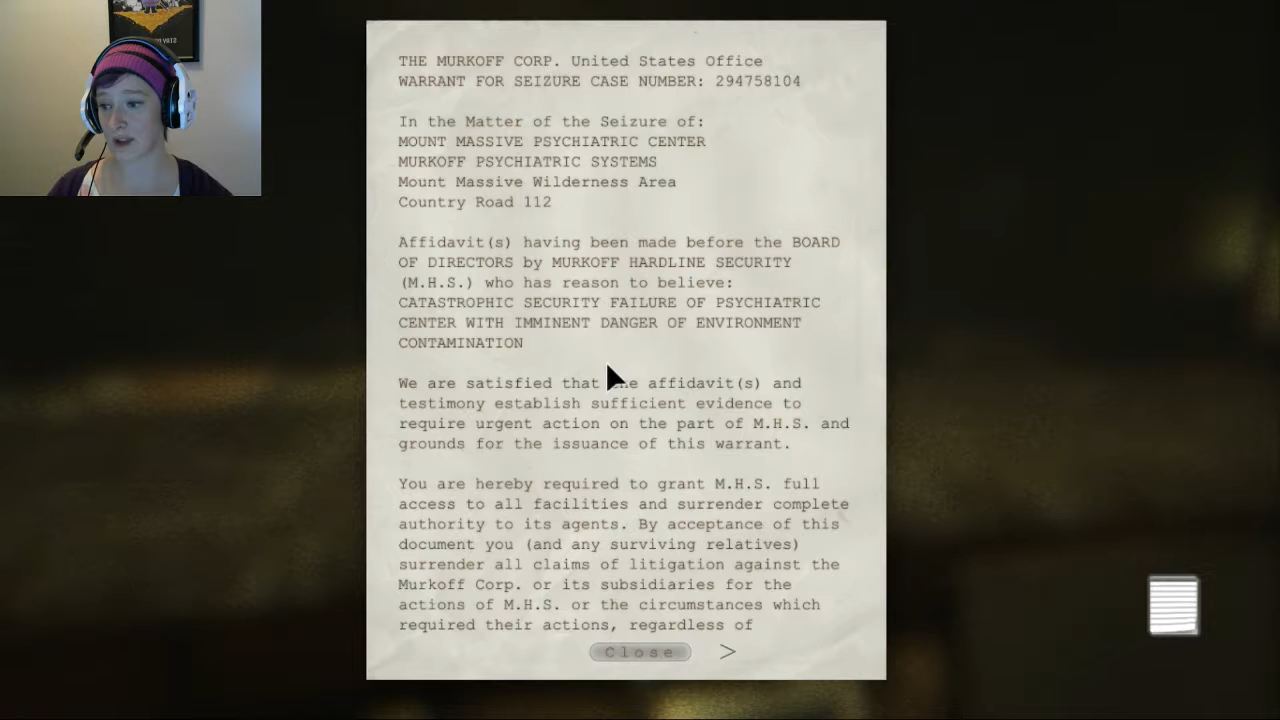 THE MURKOFF CORP. United States Office
WARRANT FOR SEIZURE CASE NUMBER: 294758104
In the Matter of the Seizure of:
MOUNT MASSIVE PSYCHIATRIC CENTER
MURKOFF PSYCHIATRIC SYSTEMS
Mount Massive Wilderness Area
Country Road 112
Affidavit(s) having been made before the BOARD
OF DIRECTORS by MURKOFF HARDLINE SECURITY
(M.H.S.) who has reason to believe:
CATASTROPHIC SECURITY FAILURE OF PSYCHIATRIC
CENTER WITH IMMINENT DANGER OF ENVIRONMENT
CONTAMINATION
We are satisfied that the affidavit(s) and
testimony establish sufficient evidence to
require urgent action on the part of M.H.S. and
grounds for the issuance of this warrant.
You are hereby required to grant M.H.S. full
access to all facilities and surrender complete
authority to its agents. By acceptance of this
document you (and any surviving relatives)
surrender all claims of litigation against the
Murkoff Corp. or its subsidiaries for the
actions of M.H.S. or the circumstances which
required their actions, regardless of
Close >